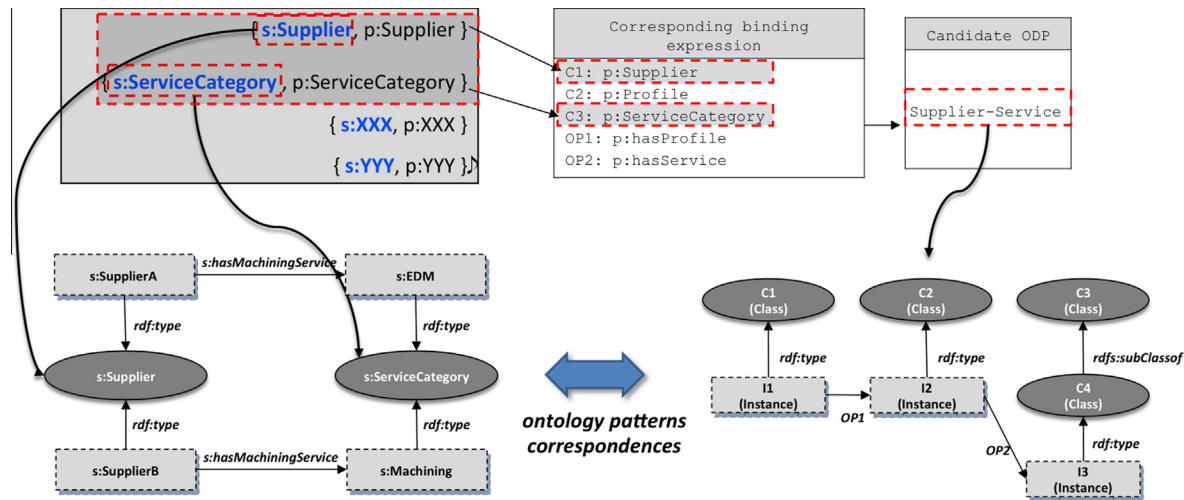 { s:Supplier, p:Supplier }
{ s:ServiceCategory, p:ServiceCategory }
{ s:XXX, p:XXX }
{ s:YYY, p:YYY }♪
Corresponding binding
expression
C1: p:Supplier
C2: p:Profile
C3: p:ServiceCategory
OP1: p:hasProfile
OP2: p:hasService
Candidate ODP
Supplier-Service
s:SupplierA
s:hasMachiningService
s:EDM
rdf:type
rdf:type
s:Supplier
s:ServiceCategory
rdf:type
rdf:type
s:SupplierB
s:hasMachiningService
s:Machining
ontology patterns
correspondences
C1
(Class)
C2
(Class)
C3
(Class)
rdf:type
rdf:type
rdfs:subClassof
I1
(Instance)
OP1
I2
(Instance)
C4
(Class)
OP2
rdf:type
I3
(Instance)